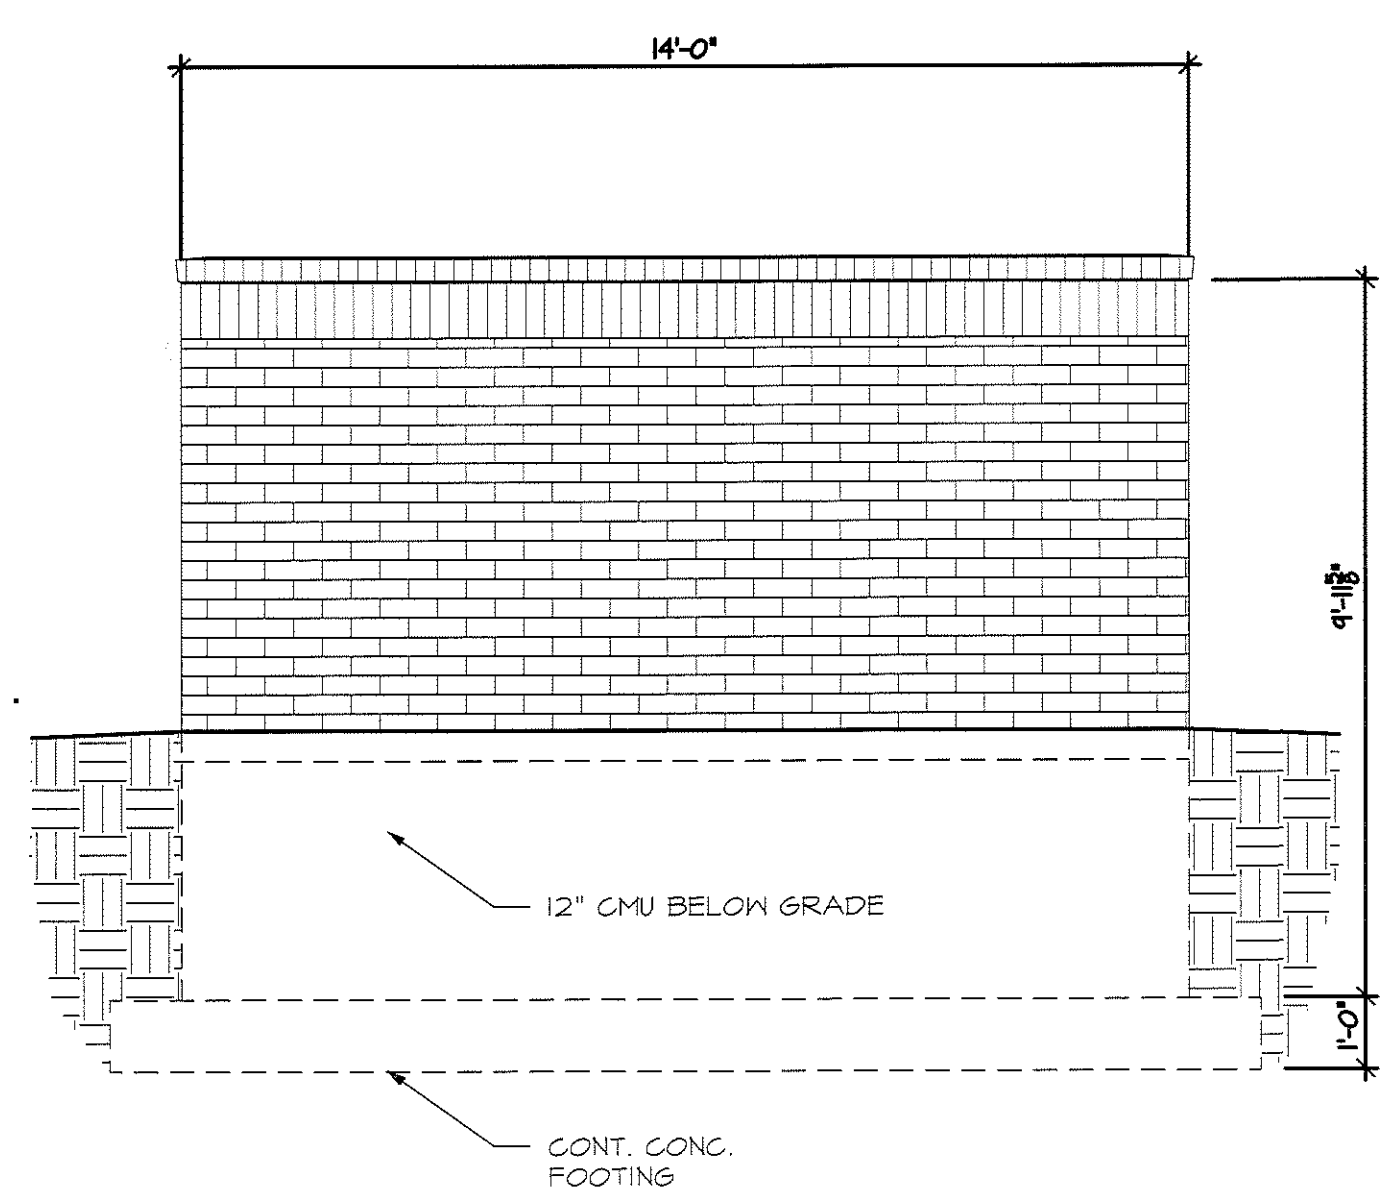 14'-0"
9'-11⅝"
12" CMU BELOW GRADE
1'-0"
CONT. CONC.
FOOTING